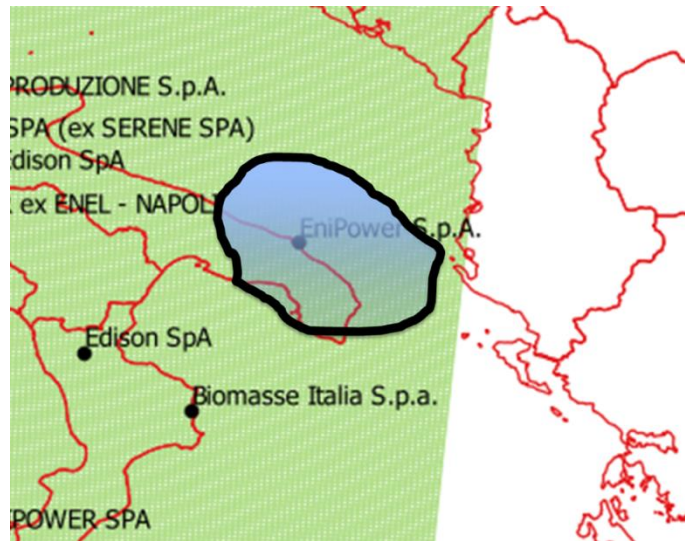 PRODUZIONE S.p.A.
SPA (ex SERENE SPA)
Edison SpA
ex ENEL - NAPOLI
EniPower S.p.A.
Edison SpA
Biomasse Italia S.p.a.
POWER SPA